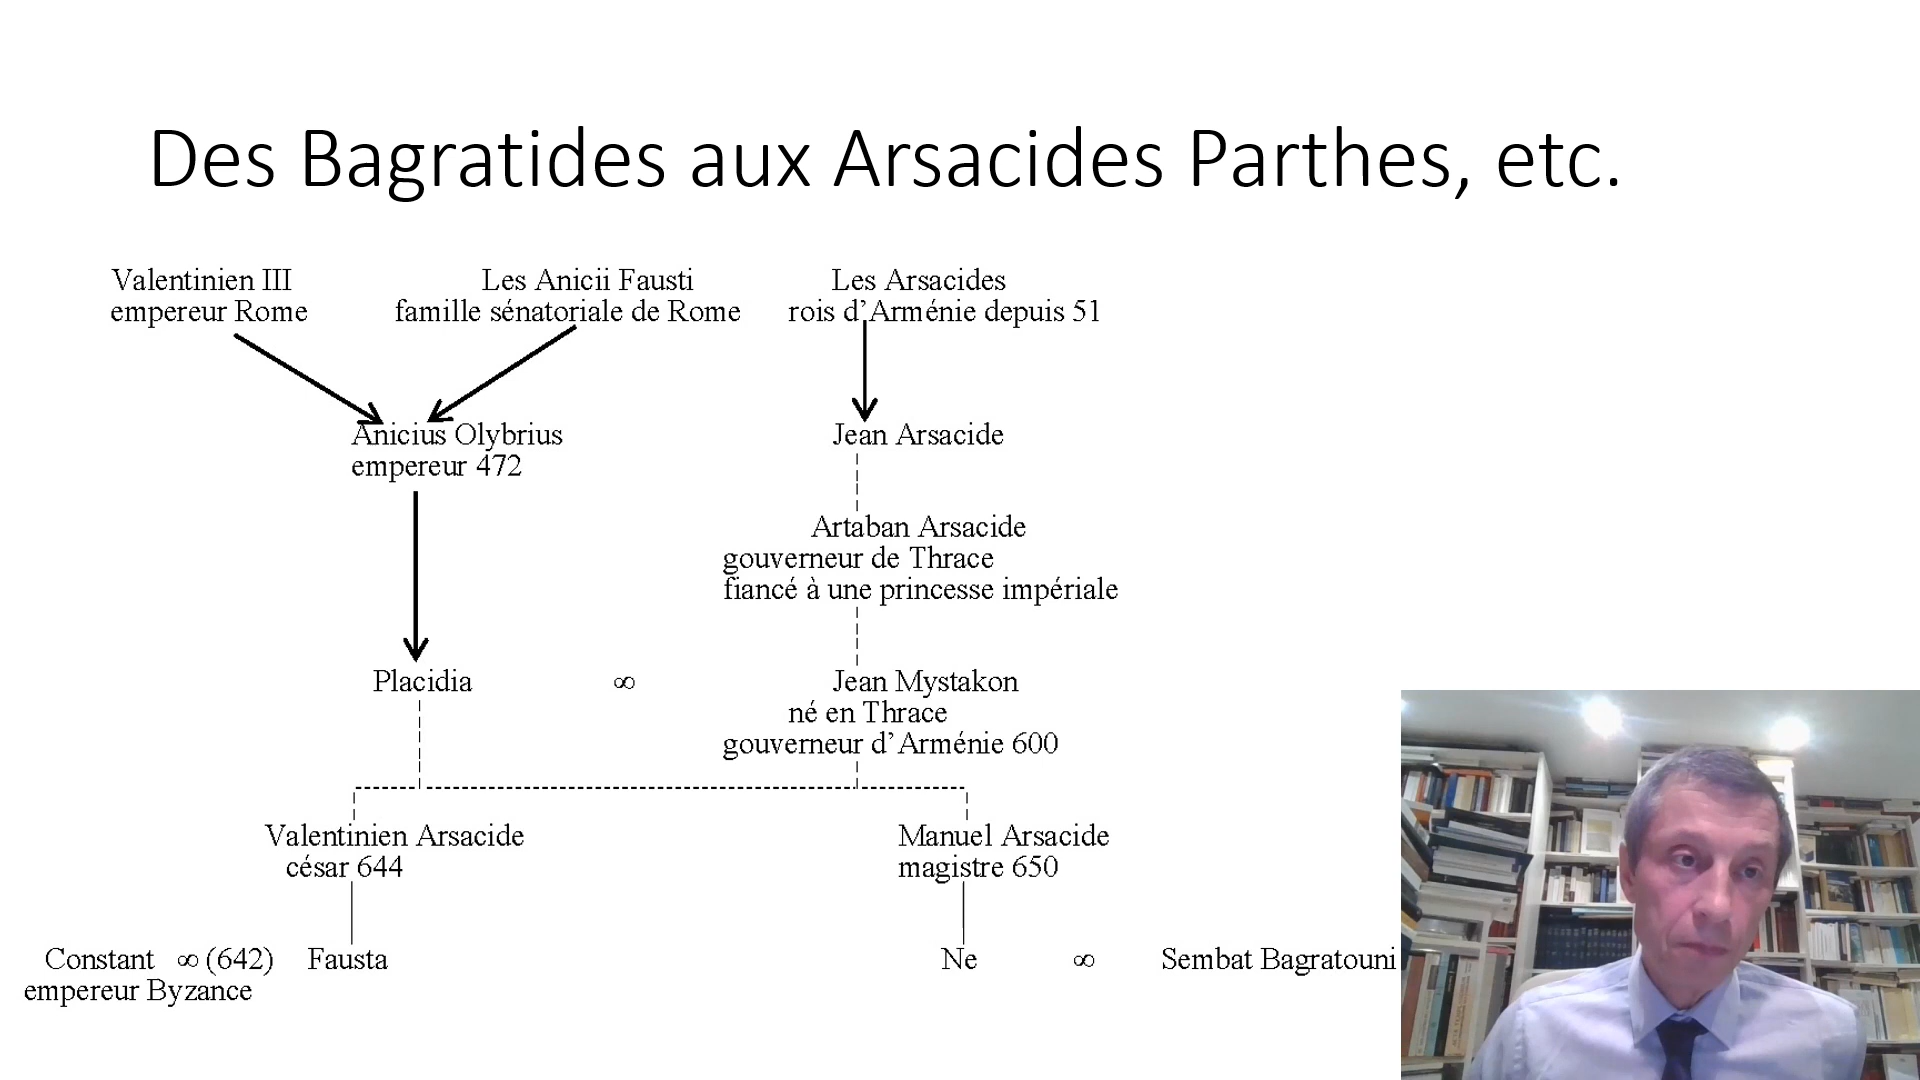 Des Bagratides aux Arsacides Parthes, etc.
Valentinien III
empereur Rome
Les Anicii Fausti
famille sénatoriale de Rome
Les Arsacides
rois d'Arménie depuis 51
Anicius Olybrius
empereur 472
Jean Arsacide
Artaban Arsacide
gouverneur de Thrace
fiancé à une princesse impériale
Placidia ∞ Jean Mystakon
né en Thrace
gouverneur d'Arménie 600
Valentinien Arsacide
césar 644
Manuel Arsacide
magistre 650
Constant ∞ (642) Fausta
empereur Byzance
Ne ∞ Sembat Bagratouni